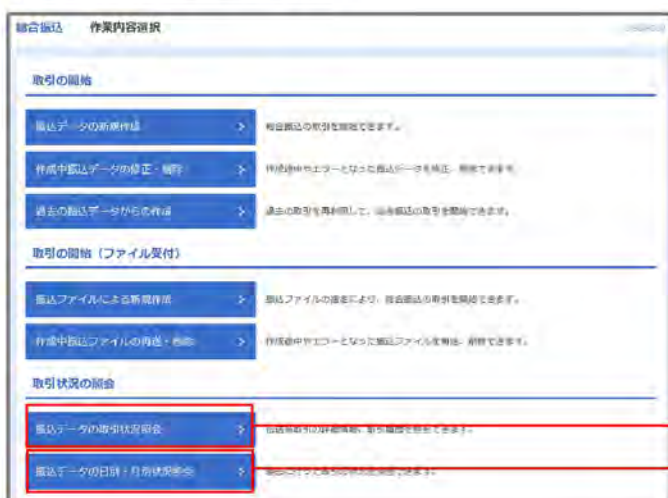 総合振込 作業内容選択
取引の開始
振込データの新規作成
総合振込の取引を開始できます。
作成中振込データの修正・削除
作成途中やエラーとなった振込データを修正、削除できます。
過去の振込データからの作成
過去の取引を再利用して、総合振込の取引を開始できます。
取引の開始（ファイル受付）
振込ファイルによる新規作成
振込ファイルの送信により、総合振込の取引を開始できます。
作成中振込ファイルの再送・削除
作成途中やエラーとなった振込ファイルを再送、削除できます。
取引状況の照会
振込データの取引状況照会
振込データの日別・月別状況照会